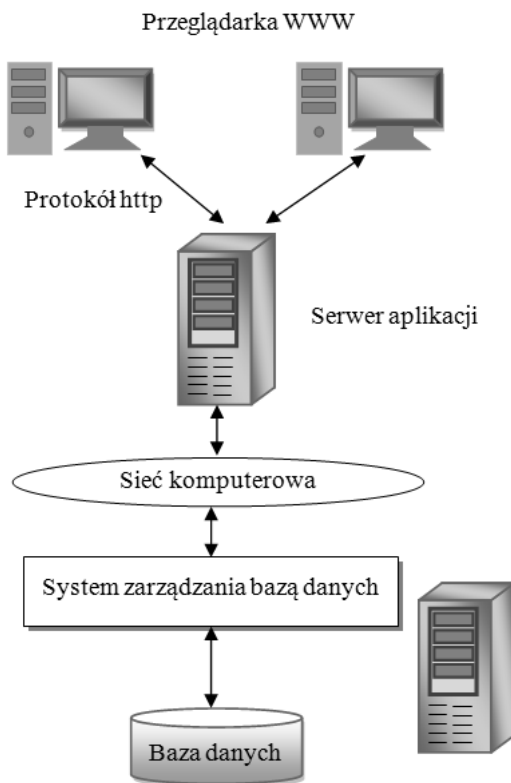 Przeglądarka WWW
Protokół http
Serwer aplikacji
Sieć komputerowa
System zarządzania bazą danych
Baza danych